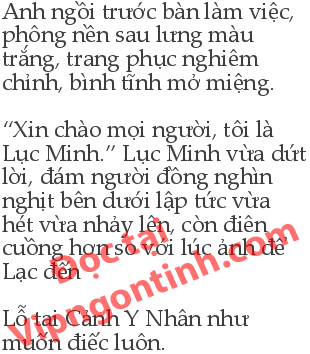 Anh ngồi trước bàn làm việc,
phông nền sau lưng màu
trắng, trang phục nghiêm
chỉnh, bình tĩnh mở miệng.
“Xin chào mọi người, tôi là
Lục Minh.” Lục Minh vừa dứt
lời, đám người đông nghìn
nghịt bên dưới lập tức vừa
hét vừa nhảy lên, còn điên
cuồng hơn so với lúc ảnh đế
Lạc đến
Lỗ tai Cảnh Y Nhân như
muốn điếc luôn.
Đọc tại
Vipngontinh.com